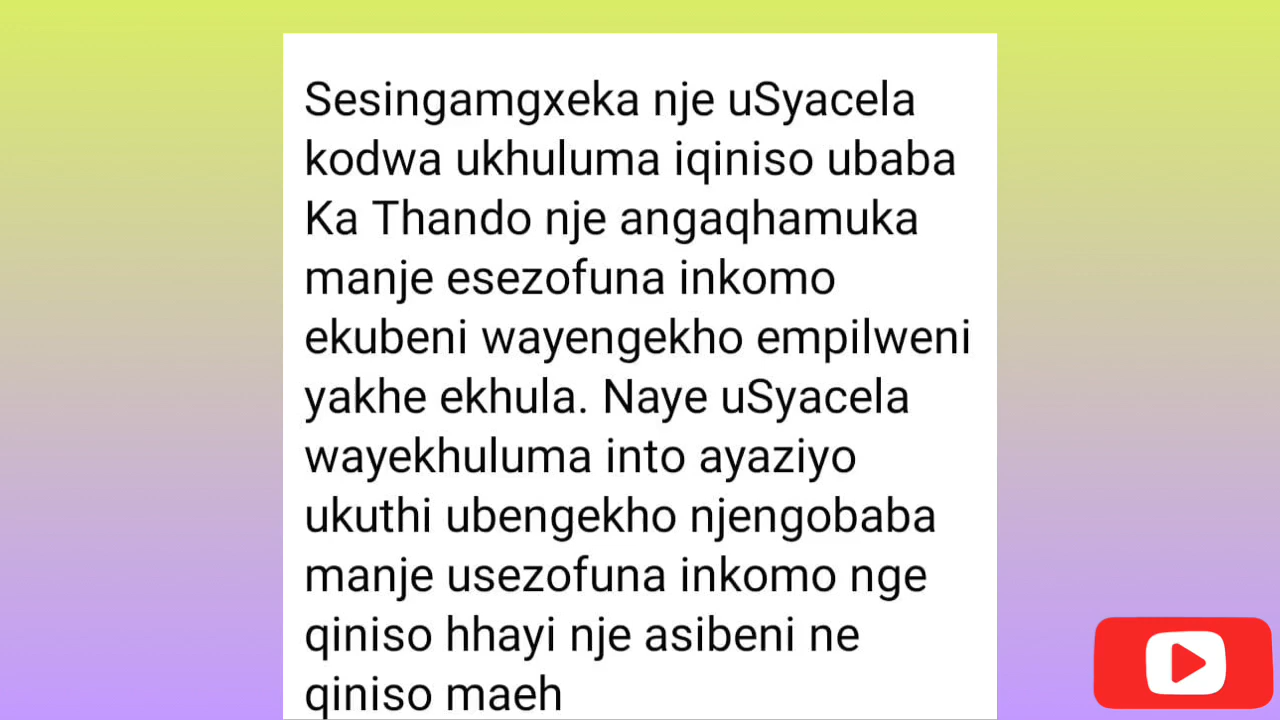 Sesingamgxeka nje uSyacela
kodwa ukhuluma iqiniso ubaba
Ka Thando nje angaqhamuka
manje esezofuna inkomo
ekubeni wayengekho empilweni
yakhe ekhula. Naye uSyacela
wayekhuluma into ayaziyo
ukuthi ubengekho njengobaba
manje usezofuna inkomo nge
qiniso hhayi nje asibeni ne
qiniso maeh